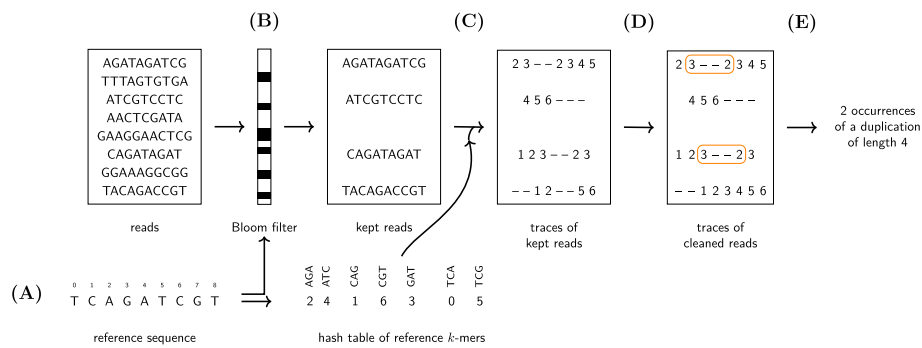 (B)
(C)
(D)
(E)
AGATAGATCG
TTTAGTGTGA
ATCGTCCTC
AACTCGATA
GAAGGAACTCG
CAGATAGAT
GGAAAGGCGG
TACAGACCGT
reads
Bloom filter
AGATAGATCG
ATCGTCCTC
CAGATAGAT
TACAGACCGT
kept reads
2 3 – – 2 3 4 5
4 5 6 – – –
1 2 3 – – 2 3
– – 1 2 – – 5 6
traces of
kept reads
2 3 – – 2 3 4 5
4 5 6 – – –
1 2 3 – – 2 3
– – 1 2 3 4 5 6
traces of
cleaned reads
2 occurrences
of a duplication
of length 4
(A)
0 1 2 3 4 5 6 7 8
T C A G A T C G T
reference sequence
AGA ATC CAG CGT GAT TCA TCG
2 4 1 6 3 0 5
hash table of reference k-mers